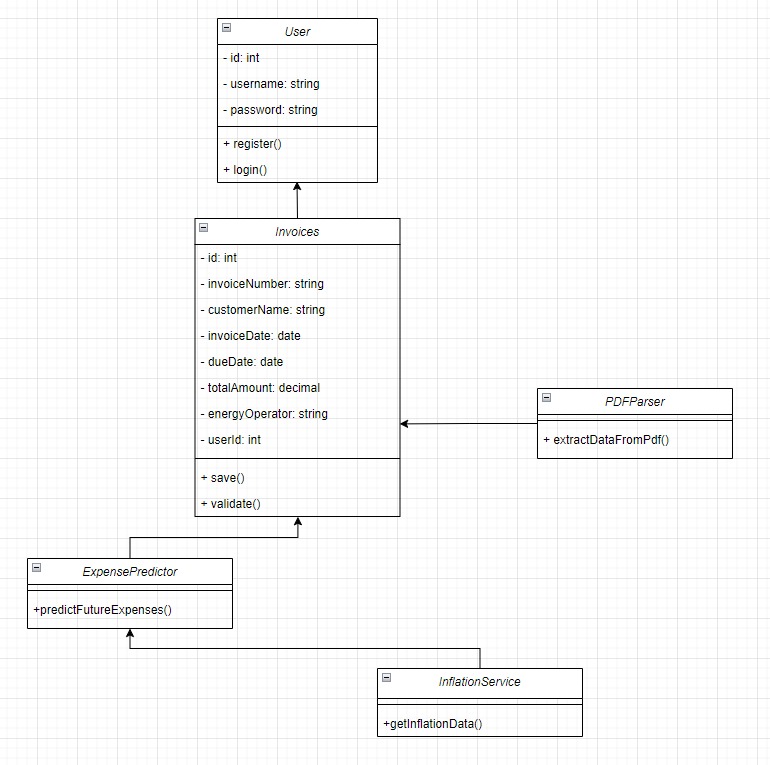 User
- id: int
- username: string
- password: string
+ register()
+ login()
Invoices
- id: int
- invoiceNumber: string
- customerName: string
- invoiceDate: date
- dueDate: date
- totalAmount: decimal
- energyOperator: string
- userId: int
+ save()
+ validate()
PDFParser
+ extractDataFromPdf()
ExpensePredictor
+predictFutureExpenses()
InflationService
+getInflationData()